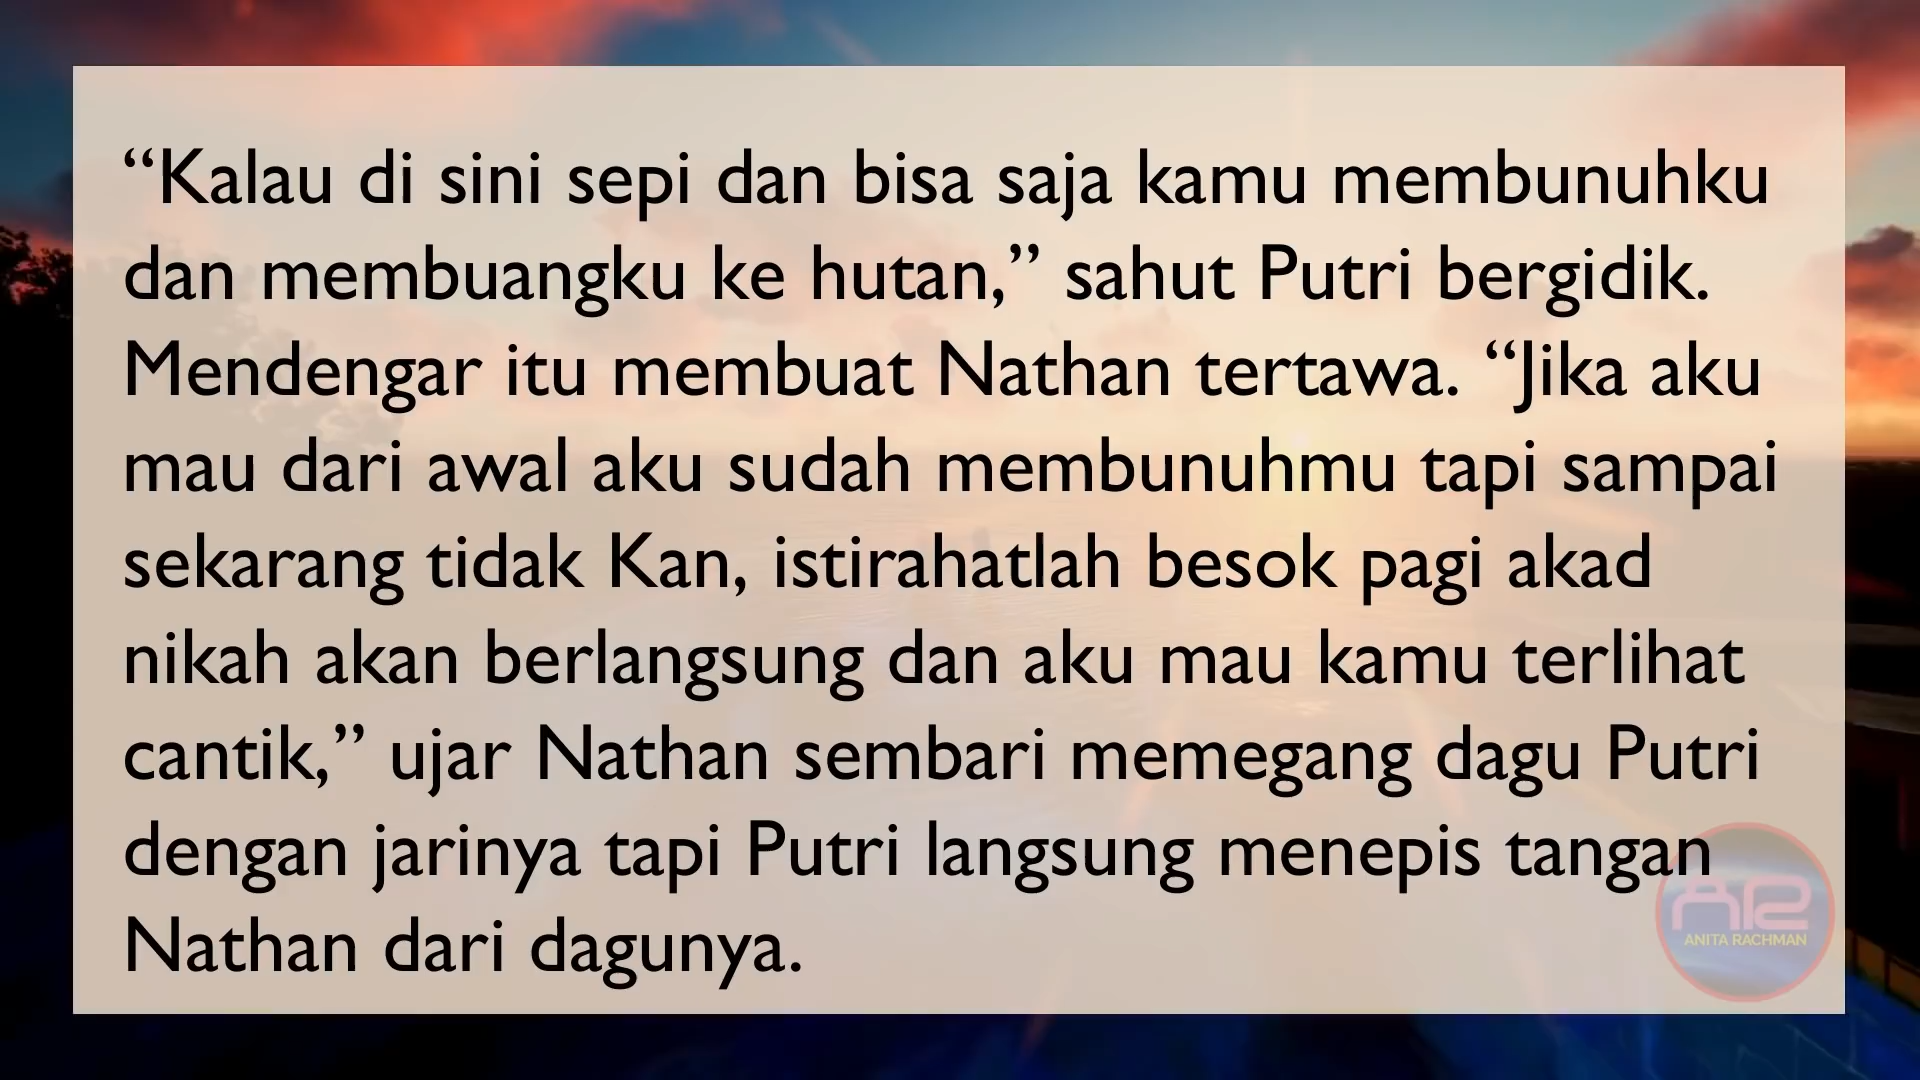 “Kalau di sini sepi dan bisa saja kamu membunuhku
dan membuangku ke hutan,” sahut Putri bergidik.
Mendengar itu membuat Nathan tertawa. “Jika aku
mau dari awal aku sudah membunuhmu tapi sampai
sekarang tidak Kan, istirahatlah besok pagi akad
nikah akan berlangsung dan aku mau kamu terlihat
cantik,” ujar Nathan sembari memegang dagu Putri
dengan jarinya tapi Putri langsung menepis tangan
Nathan dari dagunya.
AR
ANITA RACHMAN